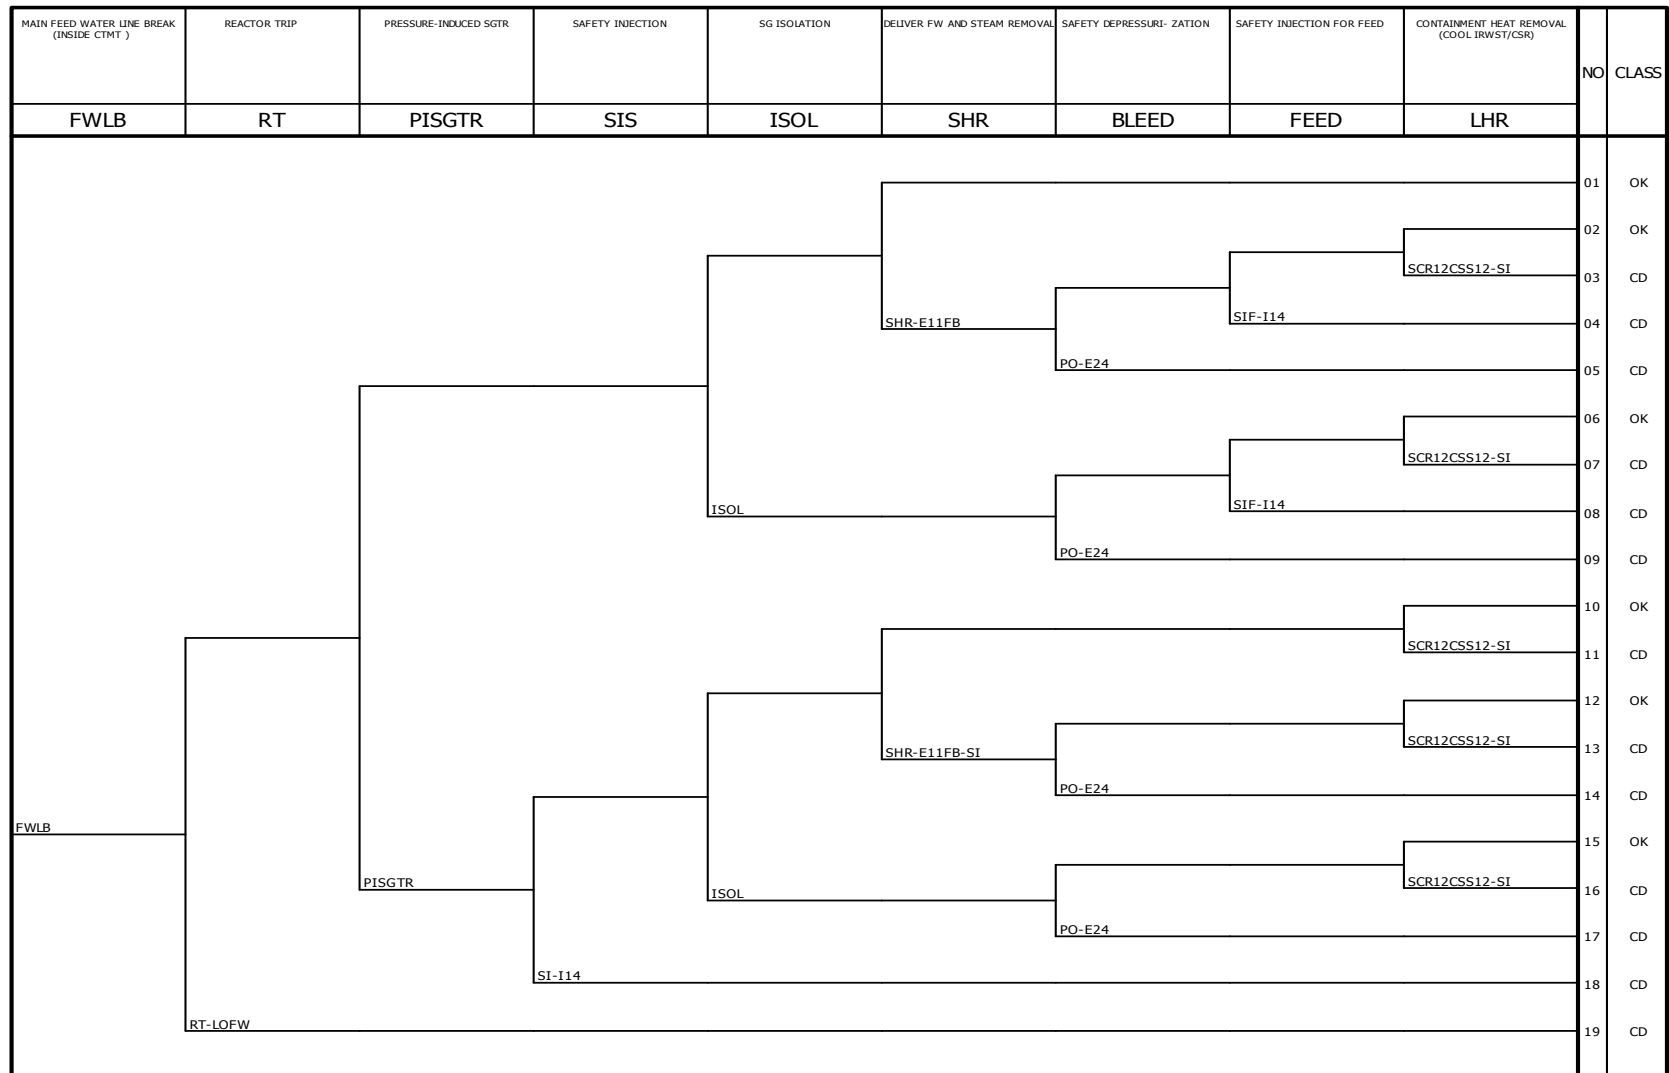 MAIN FEED WATER LINE BREAK
(INSIDE CTMT )
REACTOR TRIP
PRESSURE-INDUCED SGTR
SAFETY INJECTION
SG ISOLATION
DELIVER FW AND STEAM REMOVAL
SAFETY DEPRESSURI- ZATION
SAFETY INJECTION FOR FEED
CONTAINMENT HEAT REMOVAL
(COOL IRWST/CSR)
NO
CLASS
FWLB
RT
PISGTR
SIS
ISOL
SHR
BLEED
FEED
LHR
01 OK
02 OK
SCR12CSS12-SI
03 CD
SHR-E11FB
SIF-I14
04 CD
PO-E24
05 CD
06 OK
SCR12CSS12-SI
07 CD
ISOL
SIF-I14
08 CD
PO-E24
09 CD
10 OK
SCR12CSS12-SI
11 CD
12 OK
SHR-E11FB-SI
SCR12CSS12-SI
13 CD
PO-E24
14 CD
FWLB
15 OK
PISGTR
ISOL
SCR12CSS12-SI
16 CD
PO-E24
17 CD
SI-I14
18 CD
RT-LOFW
19 CD